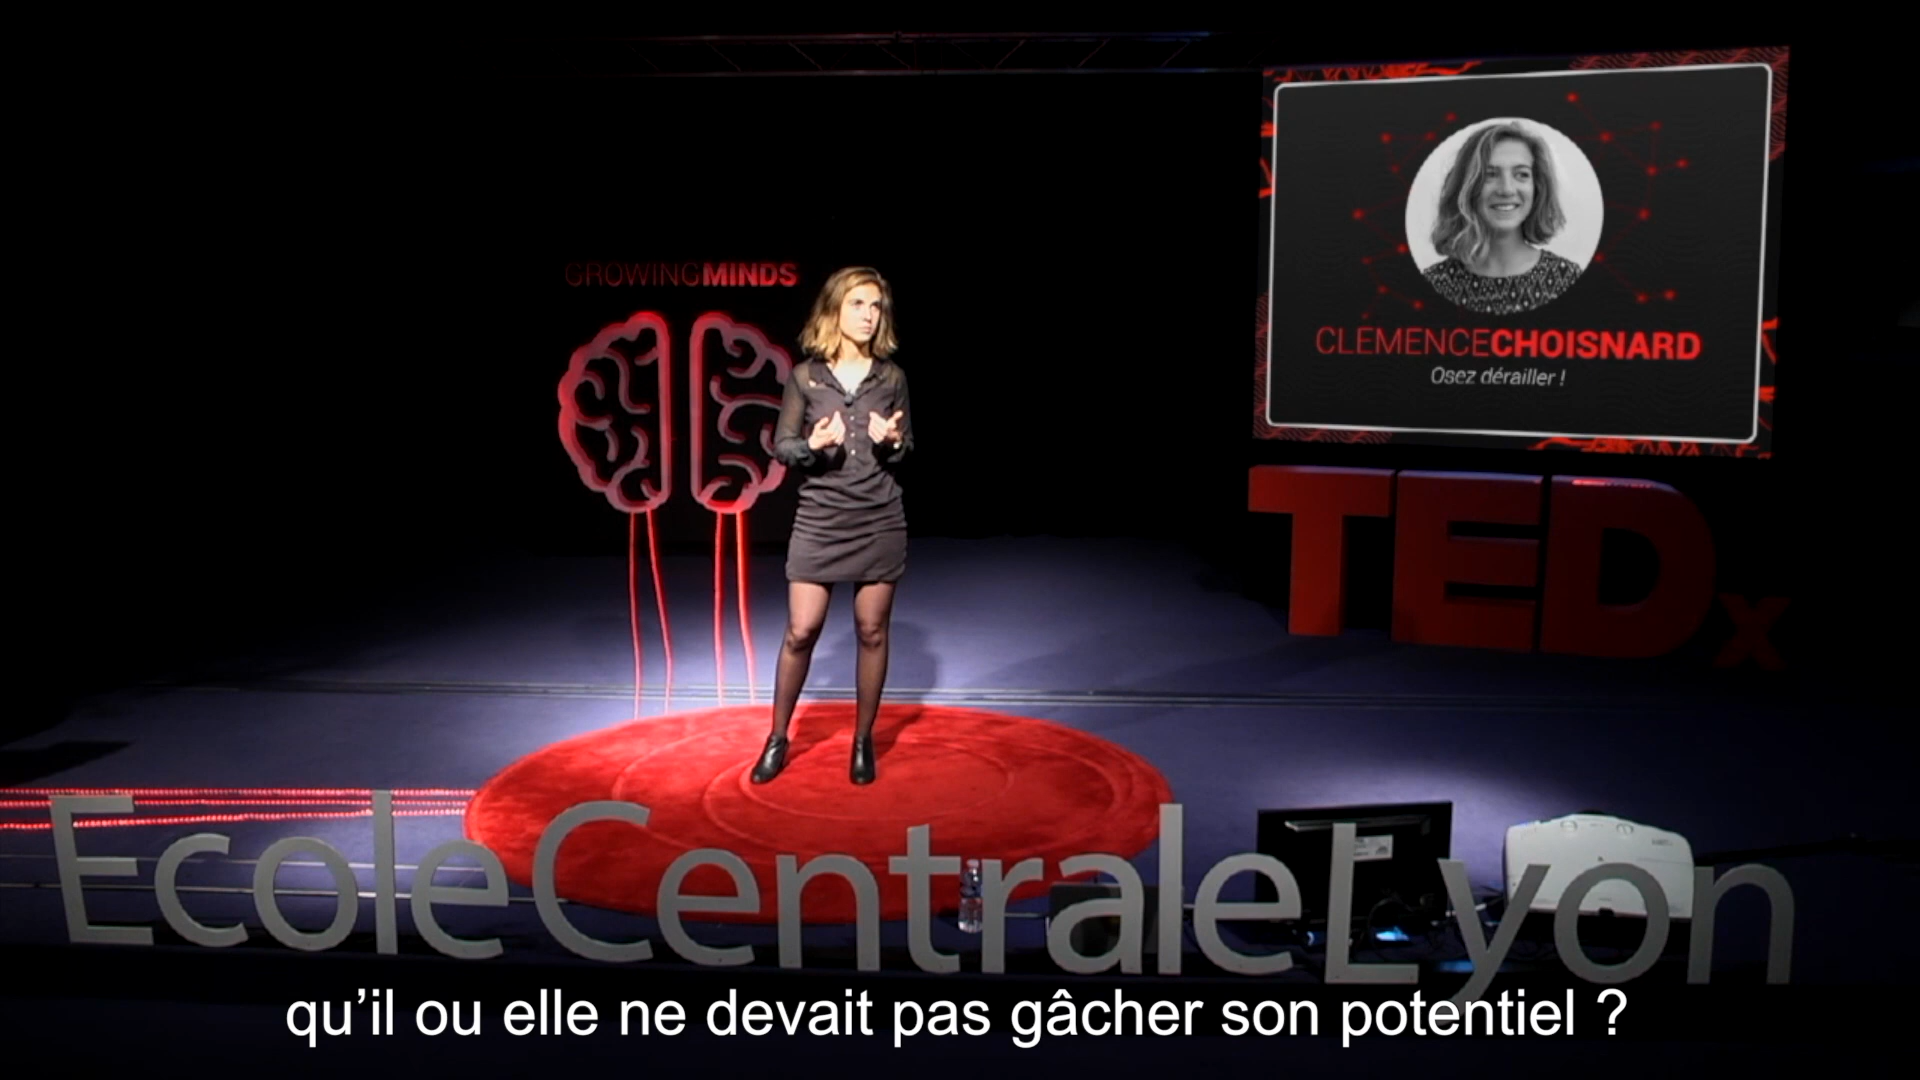 GROWINGMINDS
CLEMENCECHOISNARD
Osez dérailler !
TEDx
EcoleCentraleLyon
qu’il ou elle ne devait pas gâcher son potentiel ?